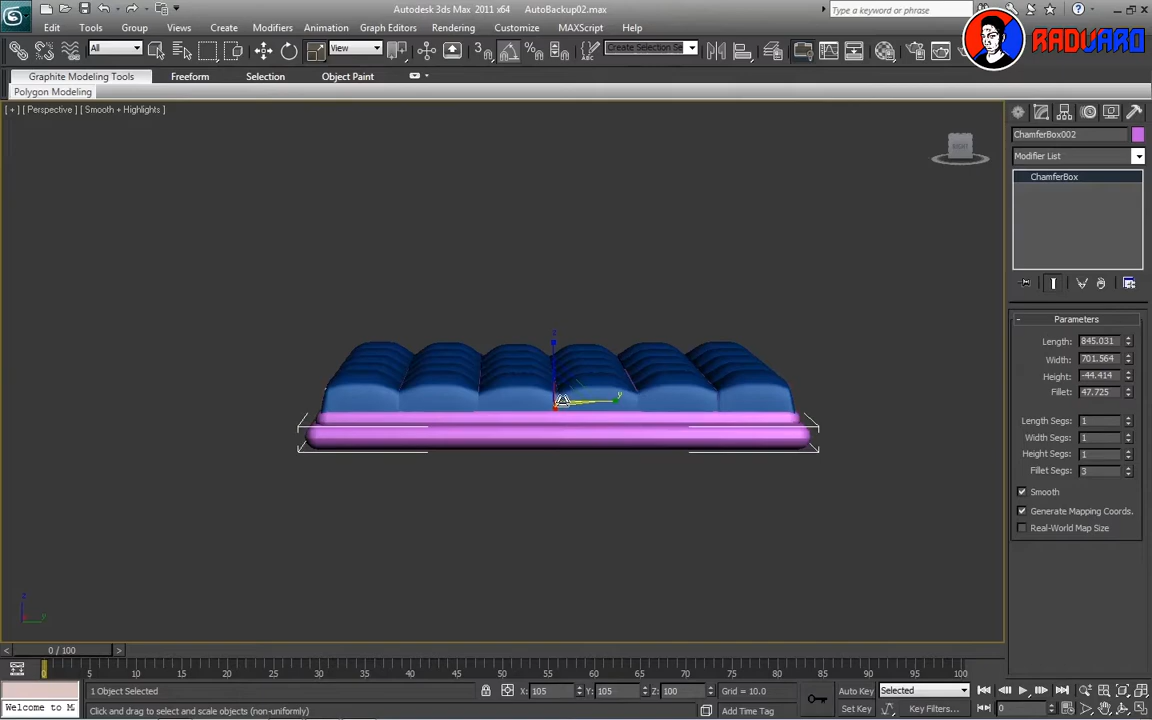 Autodesk 3ds Max 2011 x64 AutoBackup02.max
Type a keyword or phrase
RADUARD
Edit Tools Group Views Create Modifiers Animation Graph Editors Rendering Customize MAXScript Help
All View Create Selection Se
Graphite Modeling Tools Freeform Selection Object Paint
Polygon Modeling
[ + ] [ Perspective ] [ Smooth + Highlights ]
RIGHT
ChamferBox002
Modifier List
ChamferBox
Parameters
Length: 845.031
Width: 701.564
Height: -44.414
Fillet: 47.725
Length Segs: 1
Width Segs: 1
Height Segs: 1
Fillet Segs: 3
Smooth
Generate Mapping Coords.
Real-World Map Size
z
y
z
y
0 / 100
0 5 10 15 20 25 30 35 40 45 50 55 60 65 70 75 80 85 90 95 100
1 Object Selected X: 105 Y: 105 Z: 100 Grid = 10.0 Auto Key Selected
Welcome to M Click and drag to select and scale objects (non-uniformly) Add Time Tag Set Key Key Filters... 0